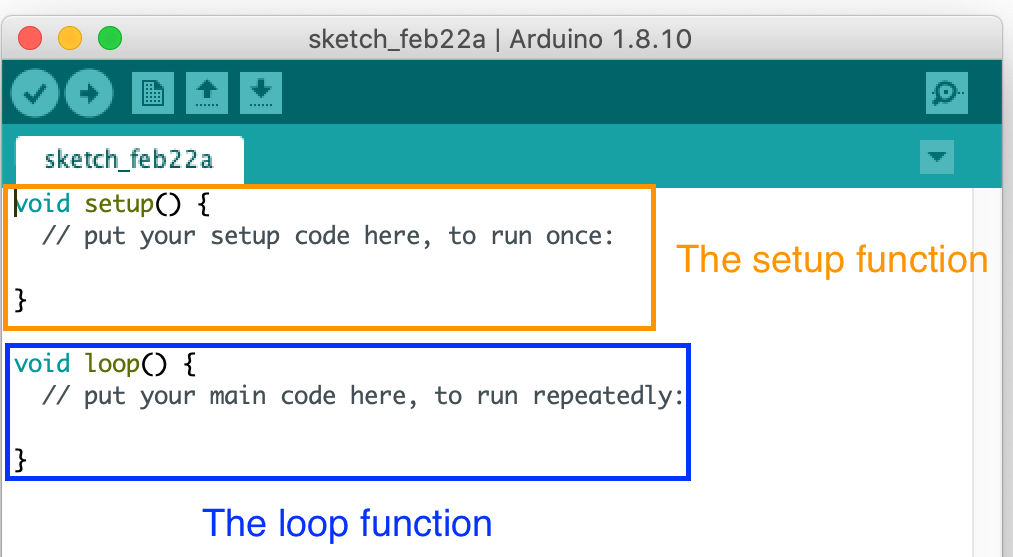 sketch_feb22a | Arduino 1.8.10
sketch_feb22a
void setup() {
  // put your setup code here, to run once:
}
The setup function
void loop() {
  // put your main code here, to run repeatedly:
}
The loop function